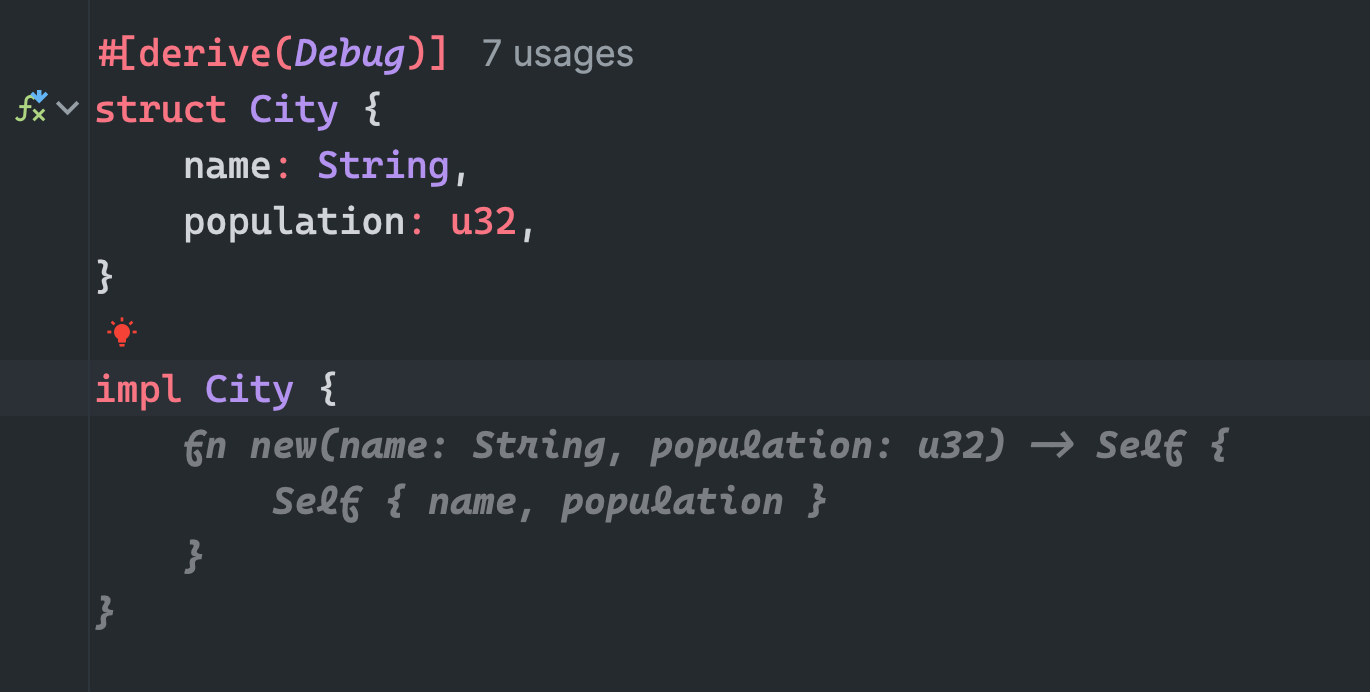 #[derive(Debug)] 7 usages
struct City {
    name: String,
    population: u32,
}
impl City {
    fn new(name: String, population: u32) -> Self {
        Self { name, population }
    }
}